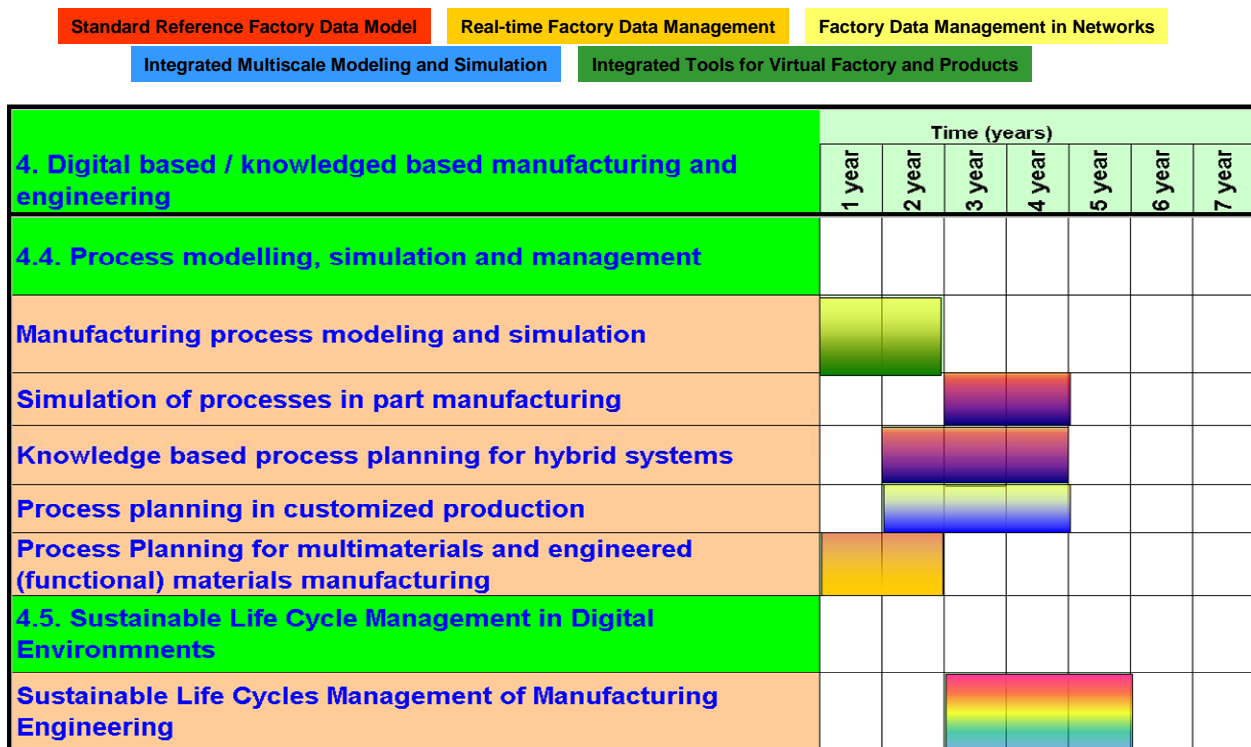 Standard Reference Factory Data Model
Real-time Factory Data Management
Factory Data Management in Networks
Integrated Multiscale Modeling and Simulation
Integrated Tools for Virtual Factory and Products
4. Digital based / knowledged based manufacturing and
engineering
Time (years)
1 year
2 year
3 year
4 year
5 year
6 year
7 year
4.4. Process modelling, simulation and management
Manufacturing process modeling and simulation
Simulation of processes in part manufacturing
Knowledge based process planning for hybrid systems
Process planning in customized production
Process Planning for multimaterials and engineered
(functional) materials manufacturing
4.5. Sustainable Life Cycle Management in Digital
Environmnents
Sustainable Life Cycles Management of Manufacturing
Engineering